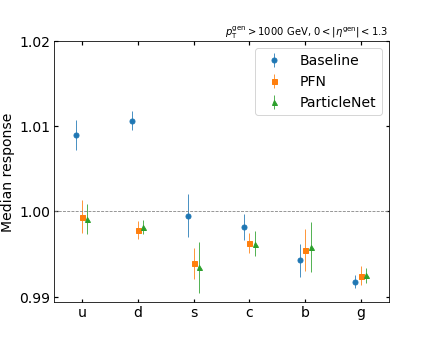 p_T^gen > 1000 GeV, 0 < |η^gen| < 1.3
1.02
1.01
1.00
0.99
Median response
Baseline
PFN
ParticleNet
u d s c b g